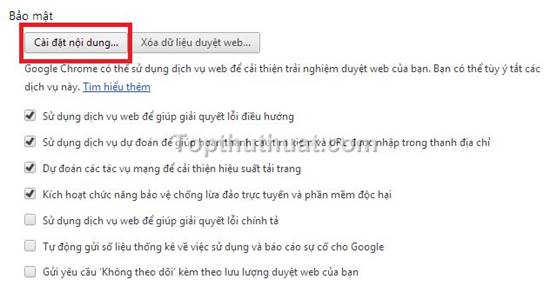 Bảo mật
Cài đặt nội dung... Xóa dữ liệu duyệt web...
Google Chrome có thể sử dụng dịch vụ web để cải thiện trải nghiệm duyệt web của bạn. Bạn có thể tùy ý tắt các
dịch vụ này. Tìm hiểu thêm
Sử dụng dịch vụ web để giúp giải quyết lỗi điều hướng
Sử dụng dịch vụ dự đoán để giúp hoàn thành các tìm kiếm và URL được nhập trong thanh địa chỉ
Topthuthuat.com
Dự đoán các tác vụ mạng để cải thiện hiệu suất tải trang
Kích hoạt chức năng bảo vệ chống lừa đảo trực tuyến và phần mềm độc hại
Sử dụng dịch vụ web để giúp giải quyết lỗi chính tả
Tự động gửi số liệu thống kê về việc sử dụng và báo cáo sự cố cho Google
Gửi yêu cầu 'Không theo dõi' kèm theo lưu lượng duyệt web của bạn